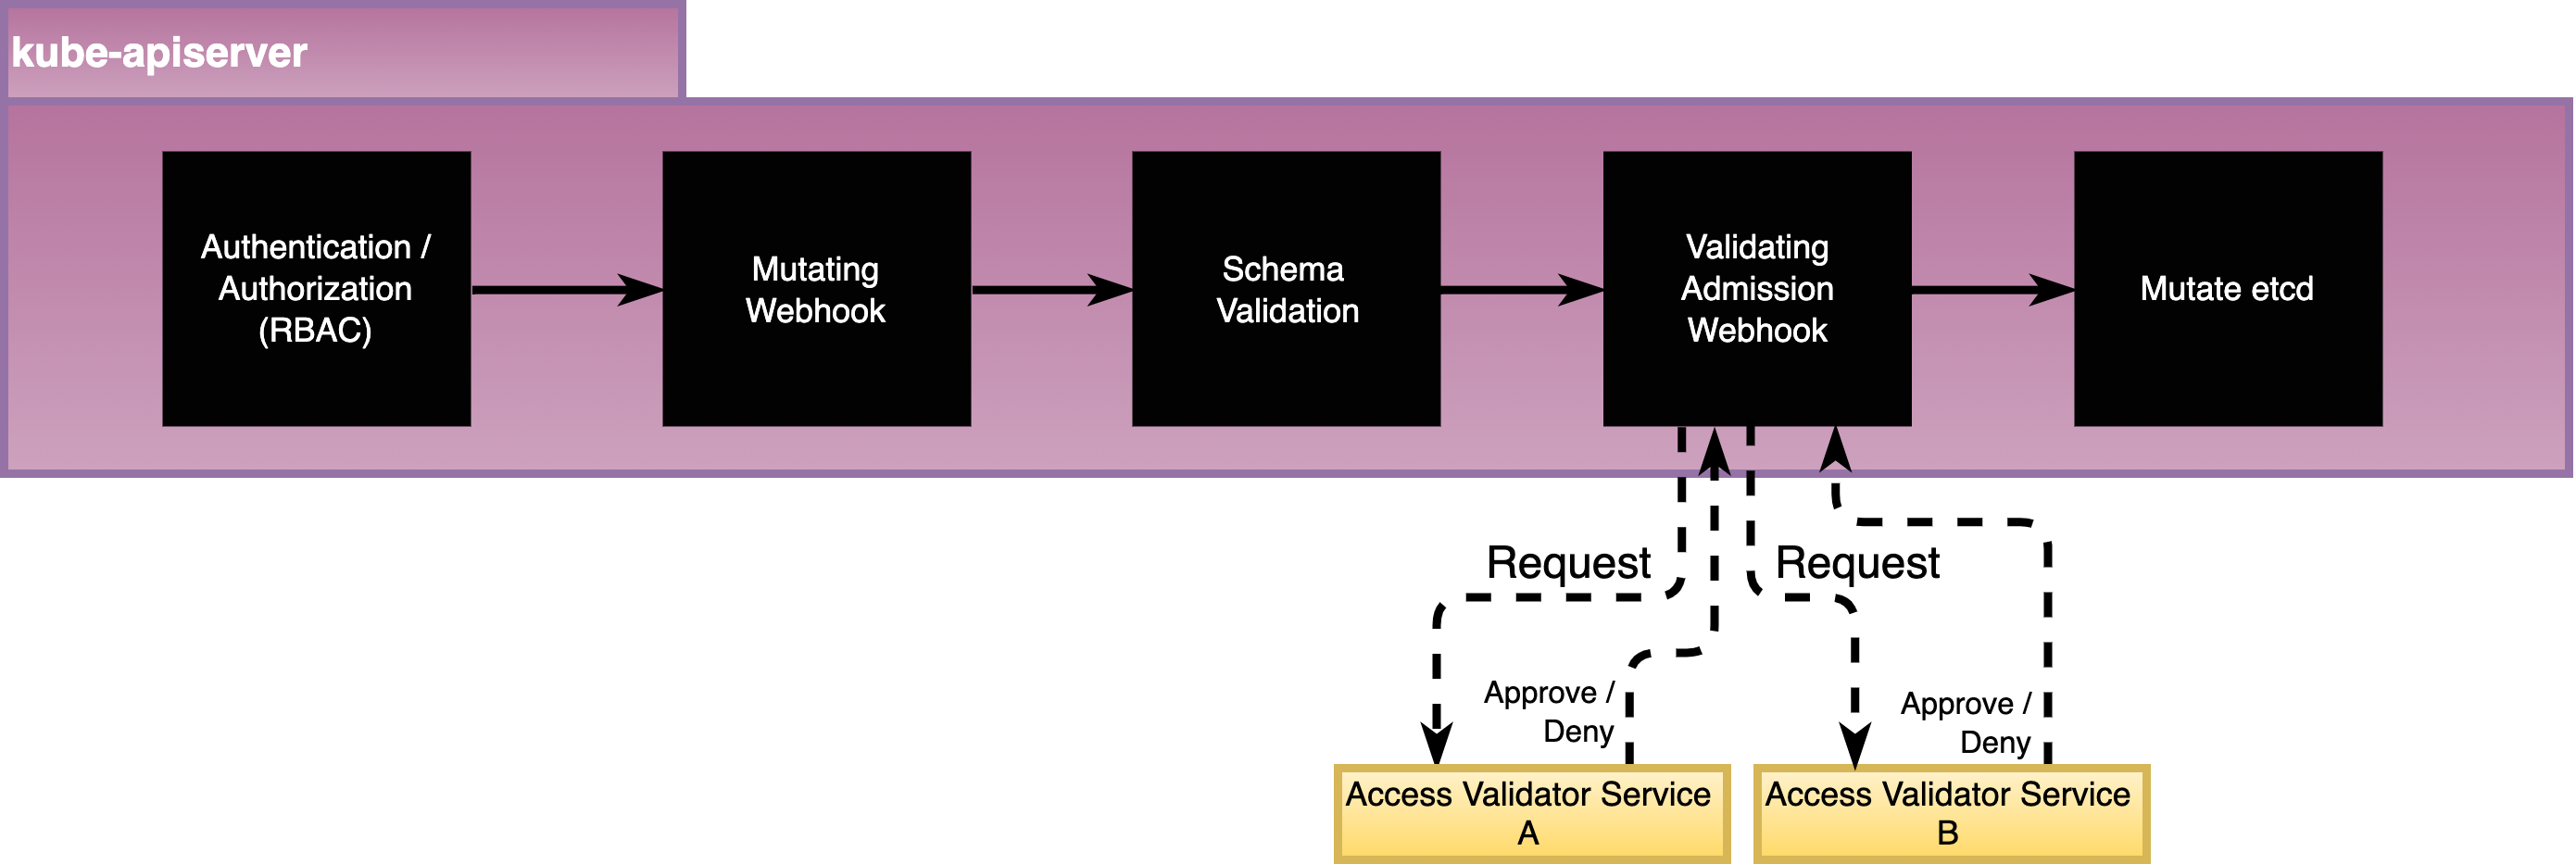 kube-apiserver
Authentication /
Authorization
(RBAC)
Mutating
Webhook
Schema
Validation
Validating
Admission
Webhook
Mutate etcd
Request
Request
Approve /
Deny
Approve /
Deny
Access Validator Service
A
Access Validator Service
B